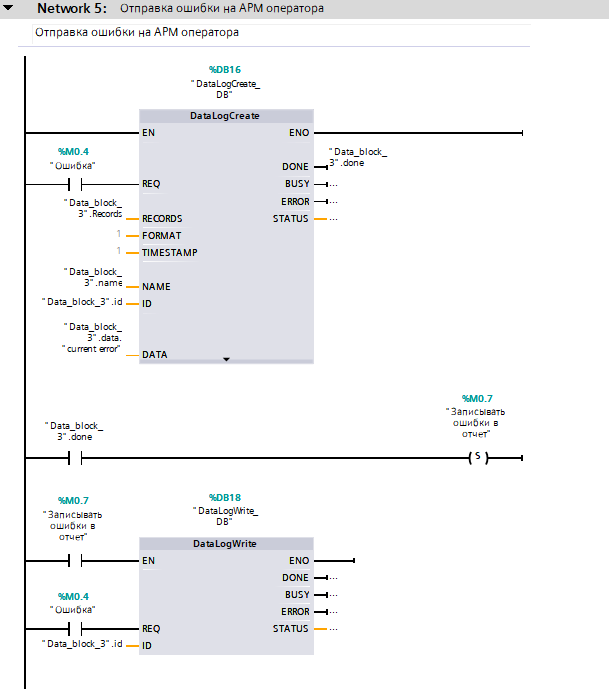 Network 5: Отправка ошибки на АРМ оператора
Отправка ошибки на АРМ оператора
%DB16
"DataLogCreate_
DB"
DataLogCreate
EN ENO
%M0.4
"Ошибка"
REQ
DONE
"Data_block_
3".done
BUSY ...
ERROR ...
"Data_block_
3".Records
RECORDS
STATUS ...
1 FORMAT
1 TIMESTAMP
"Data_block_
3".name
NAME
"Data_block_3".id ID
"Data_block_
3".data.
"current error"
DATA
"Data_block_
3".done
%M0.7
"Записывать
ошибки в
отчет"
S
%M0.7
"Записывать
ошибки в
отчет"
%DB18
"DataLogWrite_
DB"
DataLogWrite
EN ENO
DONE ...
BUSY ...
ERROR ...
%M0.4
"Ошибка"
REQ
STATUS ...
"Data_block_3".id ID